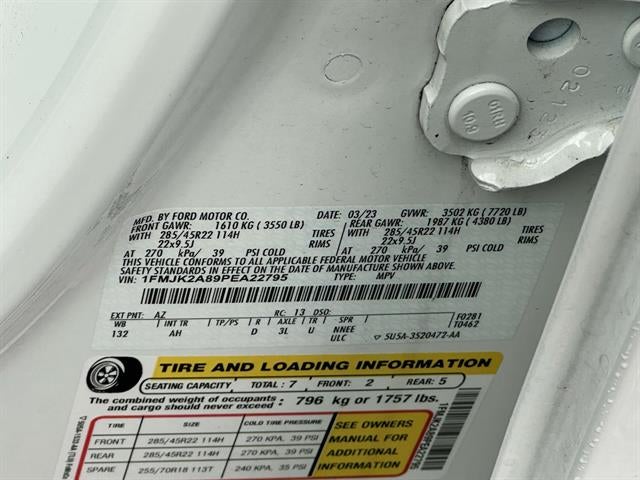 MFD. BY FORD MOTOR CO.
DATE: 03/23 GVWR: 3502 KG (7720 LB)
FRONT GAWR: 1610 KG (3550 LB) REAR GAWR: 1987 KG (4380 LB)
WITH 285/45R22 114H TIRES WITH 285/45R22 114H TIRES
22x9.5J RIMS 22x9.5J RIMS
AT 270 kPa/ 39 PSI COLD AT 270 kPa/ 39 PSI COLD
THIS VEHICLE CONFORMS TO ALL APPLICABLE FEDERAL MOTOR VEHICLE
SAFETY STANDARDS IN EFFECT ON THE DATE OF MANUFACTURE SHOWN ABOVE.
VIN: 1FMJK2A89PEA22795 TYPE: MPV
EXT PNT: AZ RC: 13 DSO: F0281
WB INT TR TP/PS R AXLE TR SPR T0462
132 AH D 3L U NNEE
ULC 5U5A-3520472-AA
TIRE AND LOADING INFORMATION
SEATING CAPACITY TOTAL: 7 FRONT: 2 REAR: 5
The combined weight of occupants
and cargo should never exceed: 796 kg or 1757 lbs.
TIRE SIZE COLD TIRE PRESSURE
FRONT 285/45R22 114H 270 KPA, 39 PSI
REAR 285/45R22 114H 270 KPA, 39 PSI
SPARE 255/70R18 113T 240 KPA, 35 PSI
SEE OWNERS
MANUAL FOR
ADDITIONAL
INFORMATION
1FMJK2A89PEA22795
10.9